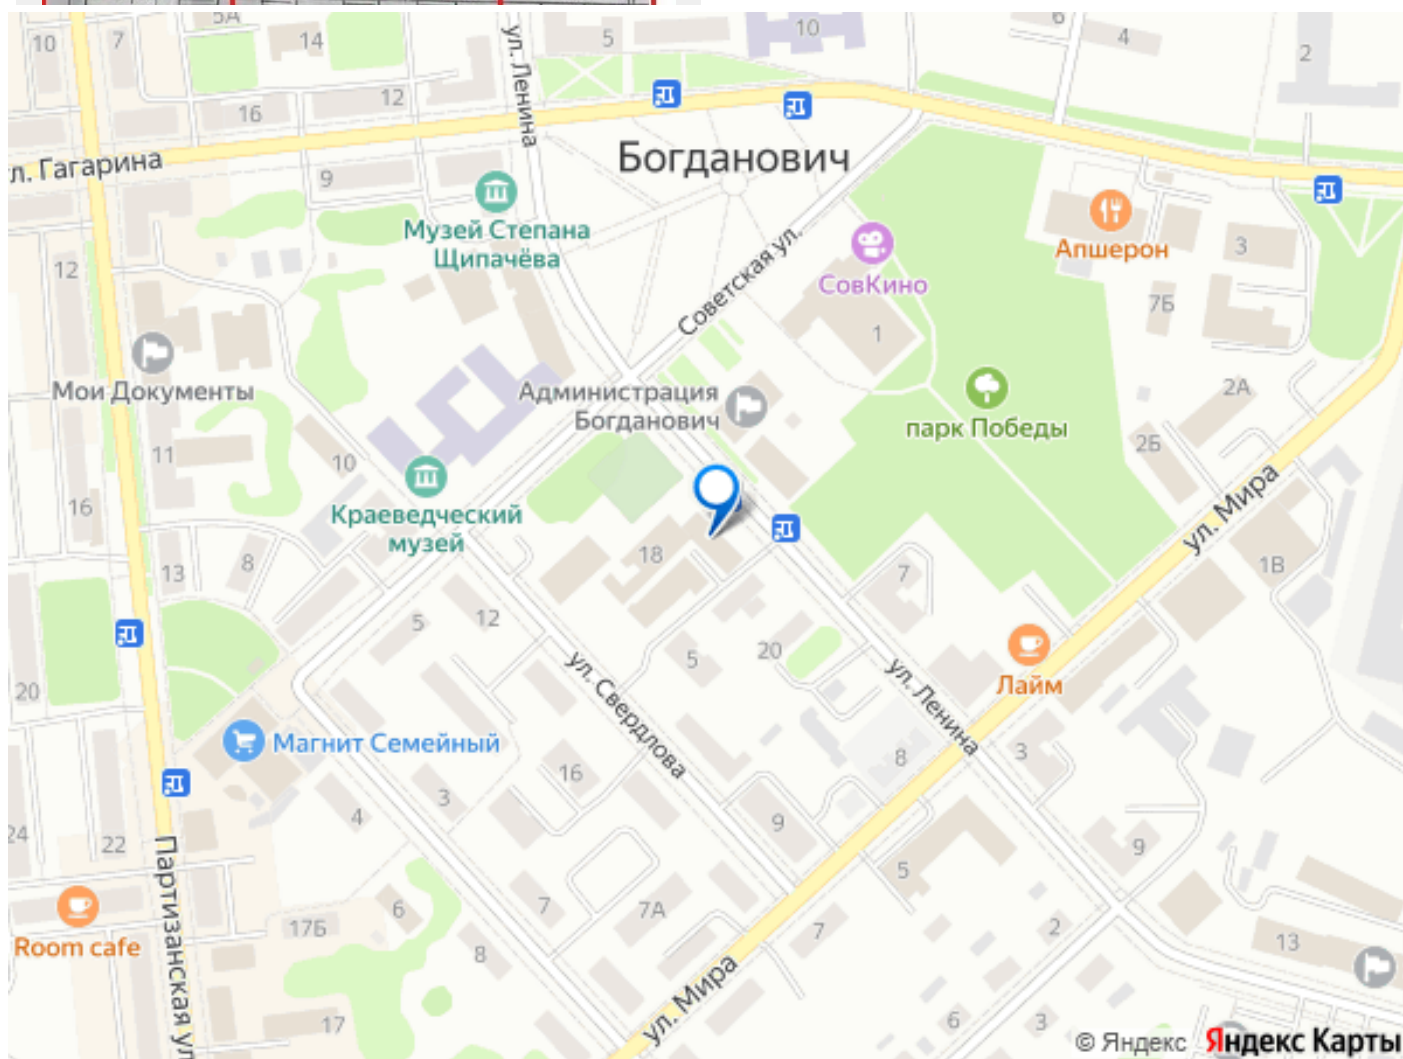 5А
10
7
14
5
10
6
4
2
ул. Ленина
12
16
Богданович
л. Гагарина
9
Музей Степана
Щипачёва
Советская ул.
СовКино
Апшерон
3
12
7Б
1
Мои Документы
Администрация
Богданович
парк Победы
2А
2Б
11
10
16
Краеведческий
музей
18
ул. Мира
1В
13
8
7
5
12
5
20
Лайм
20
ул. Свердлова
ул. Ленина
Магнит Семейный
16
8
3
3
4
9
24
22
Партизанская ул
9
5
Room cafe
17Б
6
7
7А
7
2
13
8
ул. Мира
17
6
3
© Яндекс Яндекс Карты